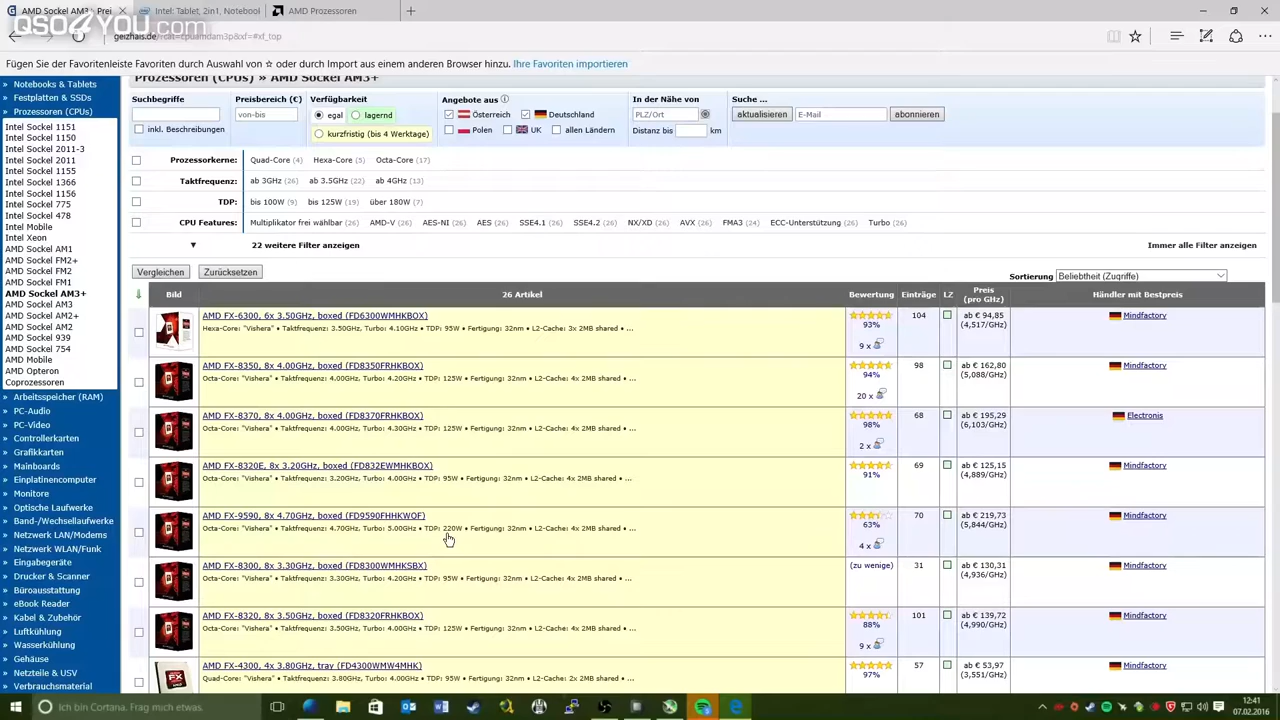 AMD Sockel AM3+ Prei
Intel: Tablet, 2in1, Notebook
AMD Prozessoren
QSO4YOU.com
geizhals.de/?cat=cpuamdam3p&xf=#xf_top
Fügen Sie der Favoritenleiste Favoriten durch Auswahl von ☆ oder durch Import aus einem anderen Browser hinzu. Ihre Favoriten importieren
» Notebooks & Tablets
» Festplatten & SSDs
» Prozessoren (CPUs)
Intel Sockel 1151
Intel Sockel 1150
Intel Sockel 2011-3
Intel Sockel 2011
Intel Sockel 1155
Intel Sockel 1366
Intel Sockel 1156
Intel Sockel 775
Intel Sockel 478
Intel Mobile
Intel Xeon
AMD Sockel AM1
AMD Sockel FM2+
AMD Sockel FM2
AMD Sockel FM1
AMD Sockel AM3+
AMD Sockel AM3
AMD Sockel AM2+
AMD Sockel AM2
AMD Sockel 939
AMD Sockel 754
AMD Mobile
AMD Opteron
Coprozessoren
» Arbeitsspeicher (RAM)
» PC-Audio
» PC-Video
» Controllerkarten
» Grafikkarten
» Mainboards
» Einplatinencomputer
» Monitore
» Optische Laufwerke
» Band-/Wechsellaufwerke
» Netzwerk LAN/Modems
» Netzwerk WLAN/Funk
» Eingabegeräte
» Drucker & Scanner
» Büroausstattung
» eBook Reader
» Kabel & Zubehör
» Luftkühlung
» Wasserkühlung
» Gehäuse
» Netzteile & USV
» Verbrauchsmaterial
Prozessoren (CPUs) » AMD Sockel AM3+
Suchbegriffe
inkl. Beschreibungen
Preisbereich (€)
von-bis
Verfügbarkeit
egal lagernd
kurzfristig (bis 4 Werktage)
Angebote aus
Österreich Deutschland
Polen UK allen Ländern
In der Nähe von
PLZ/Ort
Distanz bis km
Suche ...
aktualisieren E-Mail abonnieren
Prozessorkerne: Quad-Core (4) Hexa-Core (5) Octa-Core (17)
Taktfrequenz: ab 3GHz (26) ab 3.5GHz (22) ab 4GHz (13)
TDP: bis 100W (9) bis 125W (19) über 180W (7)
CPU Features: Multiplikator frei wählbar (26) AMD-V (26) AES-NI (26) AES (26) SSE4.1 (26) SSE4.2 (26) NX/XD (26) AVX (26) FMA3 (24) ECC-Unterstützung (26) Turbo (26)
▼ 22 weitere Filter anzeigen Immer alle Filter anzeigen
Vergleichen Zurücksetzen Sortierung Beliebtheit (Zugriffe)
Bild 26 Artikel Bewertung Einträge LZ Preis (pro GHz) Händler mit Bestpreis
AMD FX-6300, 6x 3.50GHz, boxed (FD6300WMHKBOX) 104 ab € 94,85 Mindfactory
Hexa-Core: "Vishera" • Taktfrequenz: 3.50GHz, Turbo: 4.10GHz • TDP: 95W • Fertigung: 32nm • L2-Cache: 3x 2MB shared • ... 93% (4,517/GHz)
9 x
AMD FX-8350, 8x 4.00GHz, boxed (FD8350FRHKBOX) 98 ab € 162,80 Mindfactory
Octa-Core: "Vishera" • Taktfrequenz: 4.00GHz, Turbo: 4.20GHz • TDP: 125W • Fertigung: 32nm • L2-Cache: 4x 2MB shared • ... 94% (5,088/GHz)
20 x
AMD FX-8370, 8x 4.00GHz, boxed (FD8370FRHKBOX) 68 ab € 195,29 Electronis
Octa-Core: "Vishera" • Taktfrequenz: 4.00GHz, Turbo: 4.30GHz • TDP: 125W • Fertigung: 32nm • L2-Cache: 4x 2MB shared • ... 98% (6,103/GHz)
2 x
AMD FX-8320E, 8x 3.20GHz, boxed (FD832EWMHKBOX) 69 ab € 125,15 Mindfactory
Octa-Core: "Vishera" • Taktfrequenz: 3.20GHz, Turbo: 4.00GHz • TDP: 95W • Fertigung: 32nm • L2-Cache: 4x 2MB shared • ... 91% (4,889/GHz)
AMD FX-9590, 8x 4.70GHz, boxed (FD9590FHHKWOF) 70 ab € 219,73 Mindfactory
Octa-Core: "Vishera" • Taktfrequenz: 4.70GHz, Turbo: 5.00GHz • TDP: 220W • Fertigung: 32nm • L2-Cache: 4x 2MB shared • ... 63% (5,844/GHz)
4 x
AMD FX-8300, 8x 3.30GHz, boxed (FD8300WMHKSBX) (zu wenige) 31 ab € 130,31 Mindfactory
Octa-Core: "Vishera" • Taktfrequenz: 3.30GHz, Turbo: 4.20GHz • TDP: 95W • Fertigung: 32nm • L2-Cache: 4x 2MB shared • ... (4,936/GHz)
AMD FX-8320, 8x 3.50GHz, boxed (FD8320FRHKBOX) 101 ab € 139,72 Mindfactory
Octa-Core: "Vishera" • Taktfrequenz: 3.50GHz, Turbo: 4.00GHz • TDP: 125W • Fertigung: 32nm • L2-Cache: 4x 2MB shared • ... 88% (4,990/GHz)
9 x
AMD FX-4300, 4x 3.80GHz, tray (FD4300WMW4MHK) 57 ab € 53,97 Mindfactory
Quad-Core: "Vishera" • Taktfrequenz: 3.80GHz, Turbo: 4.00GHz • TDP: 95W • Fertigung: 32nm • L2-Cache: 2x 2MB shared • ... 97% (3,551/GHz)
Ich bin Cortana. Frag mich etwas.
12:41
07.02.2016